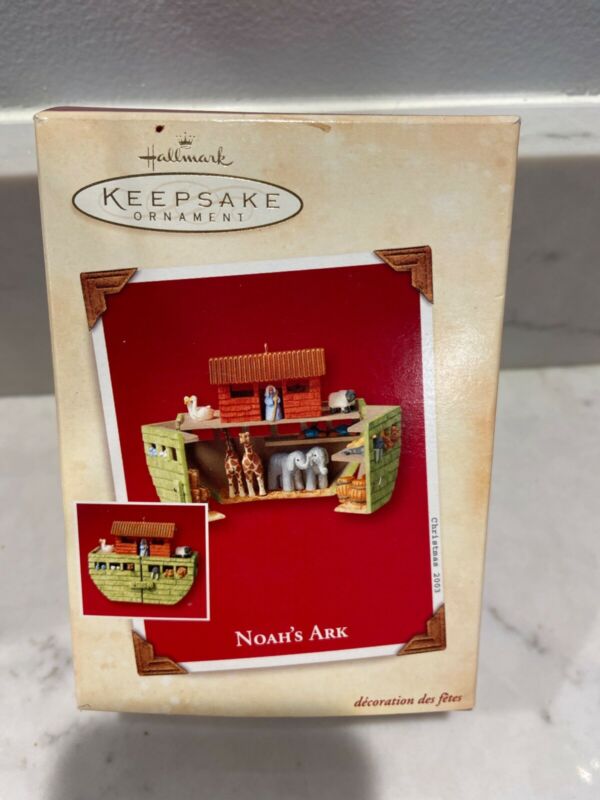 Hallmark
KEEPSAKE
ORNAMENT
Christmas 2003
NOAH'S ARK
décoration des fêtes